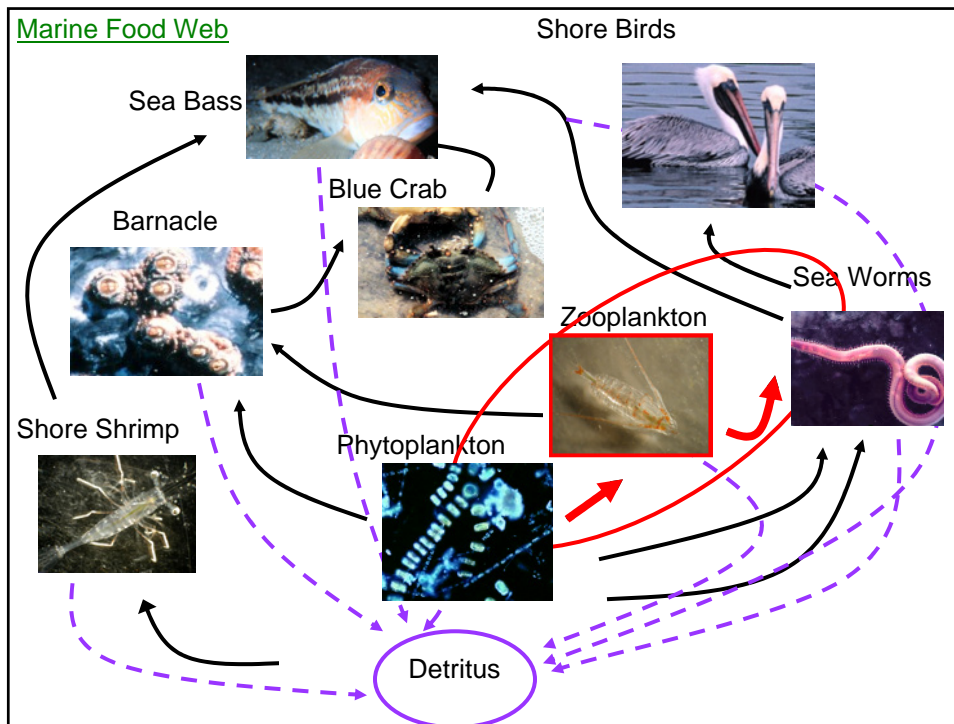 Marine Food Web
Shore Birds
Sea Bass
Blue Crab
Barnacle
Sea Worms
Zooplankton
Shore Shrimp
Phytoplankton
Detritus